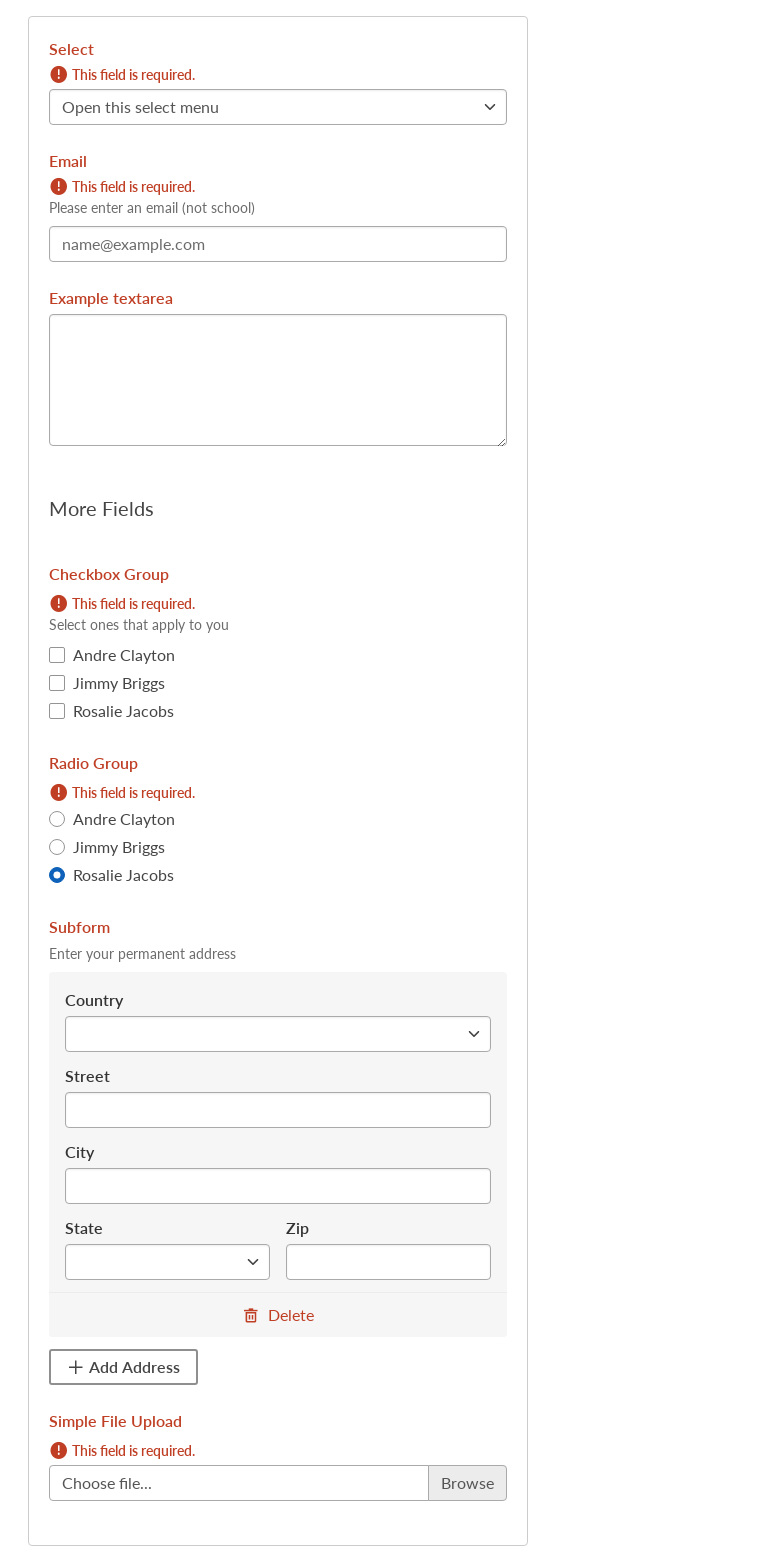 Select
This field is required.
Open this select menu
Email
This field is required.
Please enter an email (not school)
name@example.com
Example textarea
More Fields
Checkbox Group
This field is required.
Select ones that apply to you
Andre Clayton
Jimmy Briggs
Rosalie Jacobs
Radio Group
This field is required.
Andre Clayton
Jimmy Briggs
Rosalie Jacobs
Subform
Enter your permanent address
Country
Street
City
State Zip
Delete
Add Address
Simple File Upload
This field is required.
Choose file... Browse